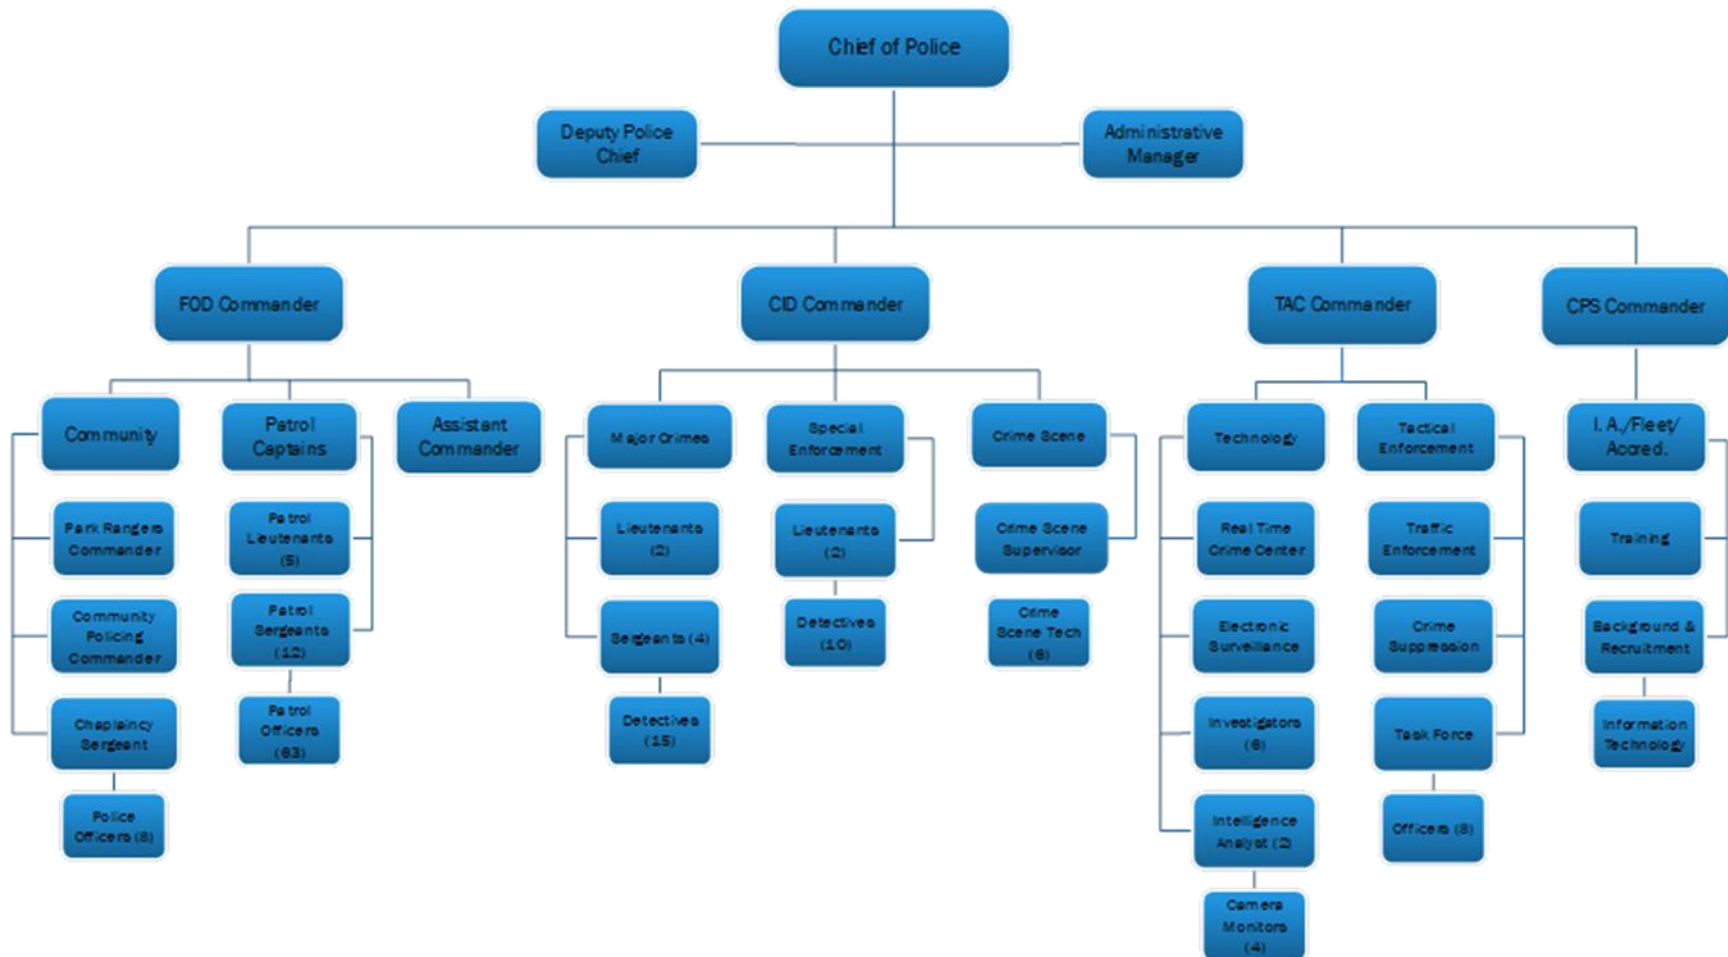 Chief of Police
Deputy Police
Chief
Administrative
Manager
FOD Commander
CID Commander
TAC Commander
CPS Commander
Community
Patrol
Captains
Assistant
Commander
Major Crimes
Special
Enforcement
Crime Scene
Technology
Tactical
Enforcement
I. A./Fleet/
Accred.
Park Rangers
Commander
Patrol
Lieutenants
(5)
Lieutenants
(2)
Lieutenants
(2)
Crime Scene
Supervisor
Real Time
Crime Center
Traffic
Enforcement
Training
Community
Policing
Commander
Patrol
Sergeants
(12)
Sergeants (4)
Detectives
(10)
Crime
Scene Tech
(6)
Electronic
Surveillance
Crime
Suppression
Background &
Recruitment
Chaplaincy
Sergeant
Patrol
Officers
(63)
Detectives
(15)
Investigators
(6)
Task Force
Information
Technology
Police
Officers (8)
Intelligence
Analyst (2)
Officers (8)
Camera
Monitors
(4)